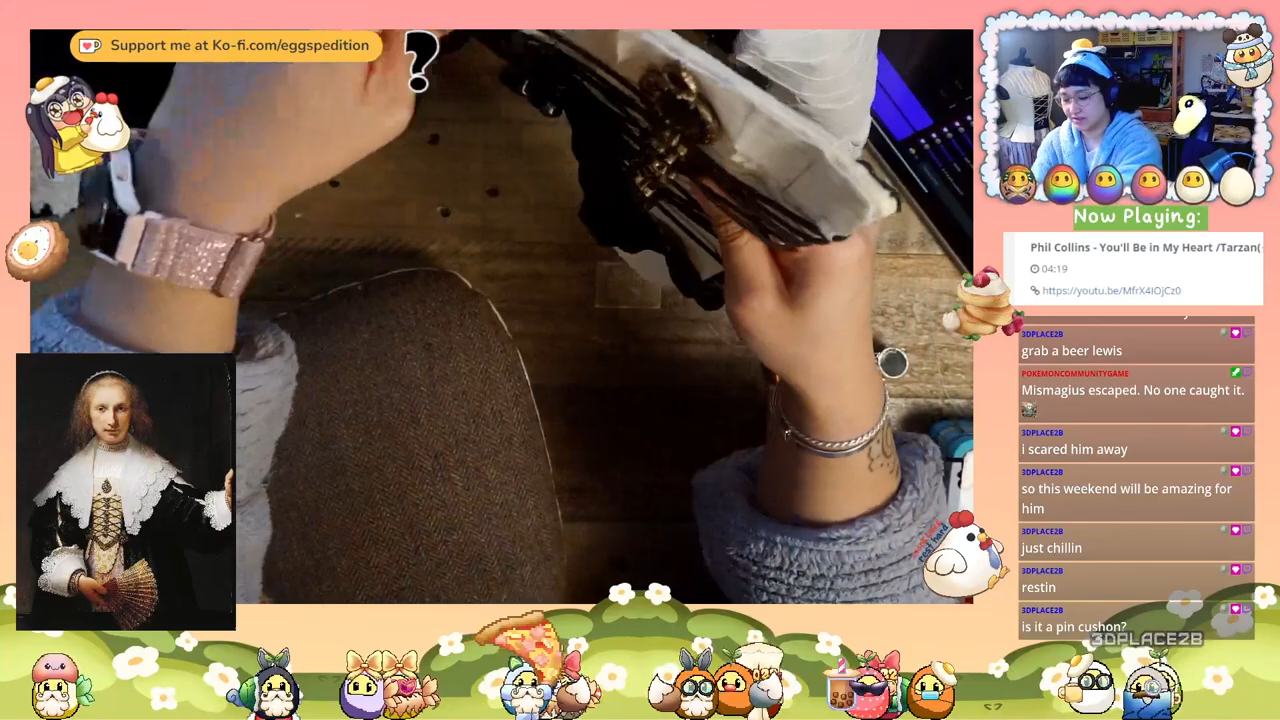 Support me at Ko-fi.com/eggspedition
?
Now Playing:
Phil Collins - You'll Be in My Heart /Tarzan(
04:19
https://youtu.be/MfrX4IOjCz0
3DPLACE2B
grab a beer lewis
POKEMONCOMMUNITYGAME
Mismagius escaped. No one caught it.
3DPLACE2B
i scared him away
3DPLACE2B
so this weekend will be amazing for
him
3DPLACE2B
just chillin
3DPLACE2B
restin
3DPLACE2B
is it a pin cushon?
3DPLACE2B